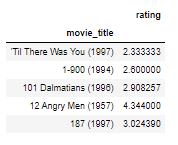 rating
movie_title
'Til There Was You (1997) 2.333333
1-900 (1994) 2.600000
101 Dalmatians (1996) 2.908257
12 Angry Men (1957) 4.344000
187 (1997) 3.024390